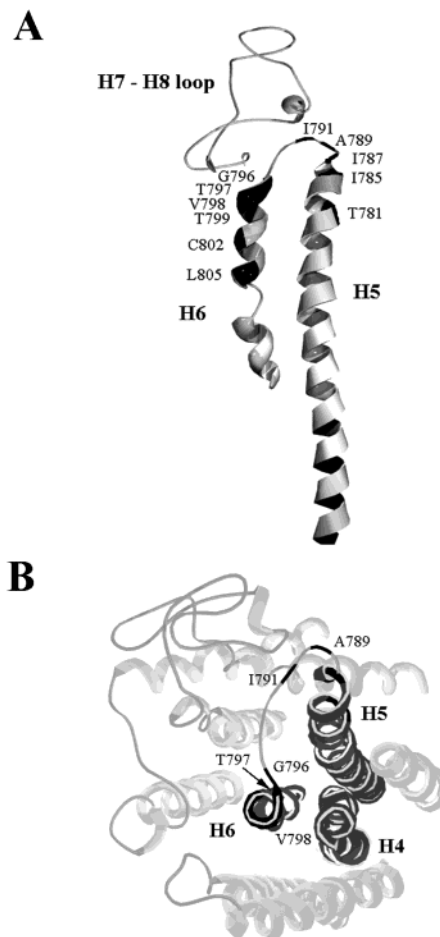 A
H7 - H8 loop
I791
A789
I787
G796
I785
T797
V798
T799
T781
C802
L805
H5
H6
B
A789
I791
H5
T797
G796
H6
V798
H4